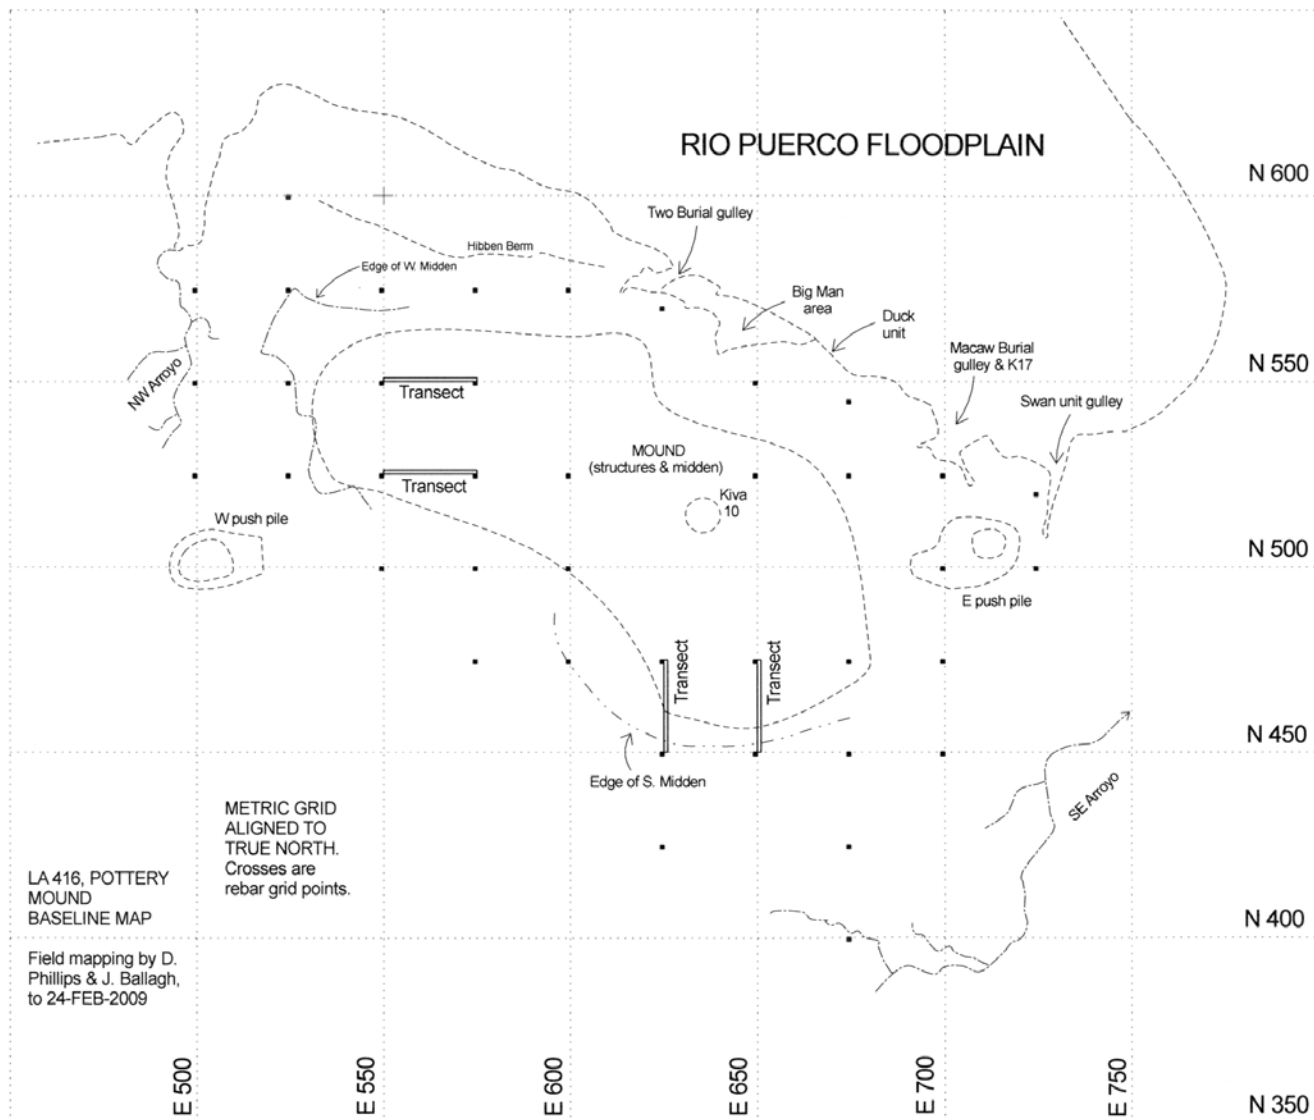 RIO PUERCO FLOODPLAIN
N 600
Two Burial gulley
Hibben Berm
Edge of W. Midden
Big Man
area
Duck
unit
Macaw Burial
gulley & K17
N 550
NW Arroyo
Transect
Swan unit gulley
MOUND
(structures & midden)
Transect
Kiva
10
W push pile
N 500
E push pile
Transect
Transect
N 450
Edge of S. Midden
SE Arroyo
METRIC GRID
ALIGNED TO
TRUE NORTH.
Crosses are
rebar grid points.
LA 416, POTTERY
MOUND
BASELINE MAP
N 400
Field mapping by D.
Phillips & J. Ballagh,
to 24-FEB-2009
E 500
E 550
E 600
E 650
E 700
E 750
N 350